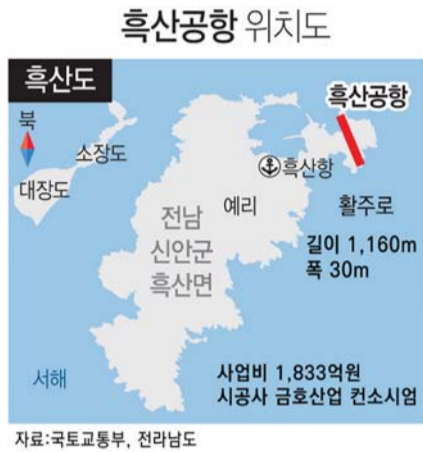 흑산공항 위치도
흑산도
흑산공항
북
소장도
대장도
흑산항
예리
활주로
전남
신안군
흑산면
길이 1,160m
폭 30m
서해
사업비 1,833억원
시공사 금호산업 컨소시엄
자료:국토교통부, 전라남도